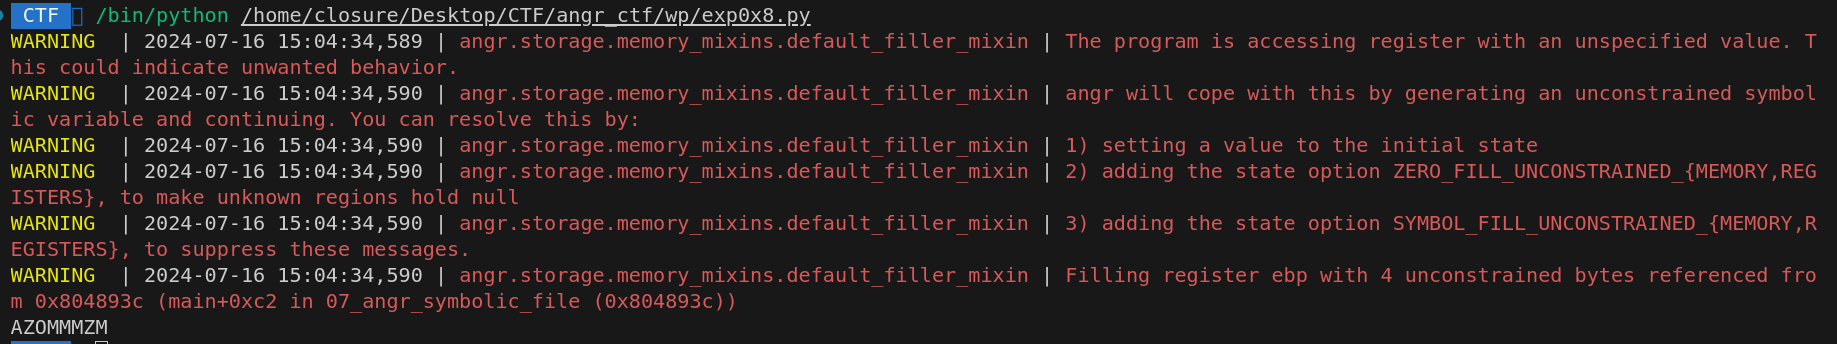 CTF /bin/python /home/closure/Desktop/CTF/angr_ctf/wp/exp0x8.py
WARNING  | 2024-07-16 15:04:34,589 | angr.storage.memory_mixins.default_filler_mixin | The program is accessing register with an unspecified value. T
his could indicate unwanted behavior.
WARNING  | 2024-07-16 15:04:34,590 | angr.storage.memory_mixins.default_filler_mixin | angr will cope with this by generating an unconstrained symbol
ic variable and continuing. You can resolve this by:
WARNING  | 2024-07-16 15:04:34,590 | angr.storage.memory_mixins.default_filler_mixin | 1) setting a value to the initial state
WARNING  | 2024-07-16 15:04:34,590 | angr.storage.memory_mixins.default_filler_mixin | 2) adding the state option ZERO_FILL_UNCONSTRAINED_{MEMORY,REG
ISTERS}, to make unknown regions hold null
WARNING  | 2024-07-16 15:04:34,590 | angr.storage.memory_mixins.default_filler_mixin | 3) adding the state option SYMBOL_FILL_UNCONSTRAINED_{MEMORY,R
EGISTERS}, to suppress these messages.
WARNING  | 2024-07-16 15:04:34,590 | angr.storage.memory_mixins.default_filler_mixin | Filling register ebp with 4 unconstrained bytes referenced fro
m 0x804893c (main+0xc2 in 07_angr_symbolic_file (0x804893c))
AZOMMMZM